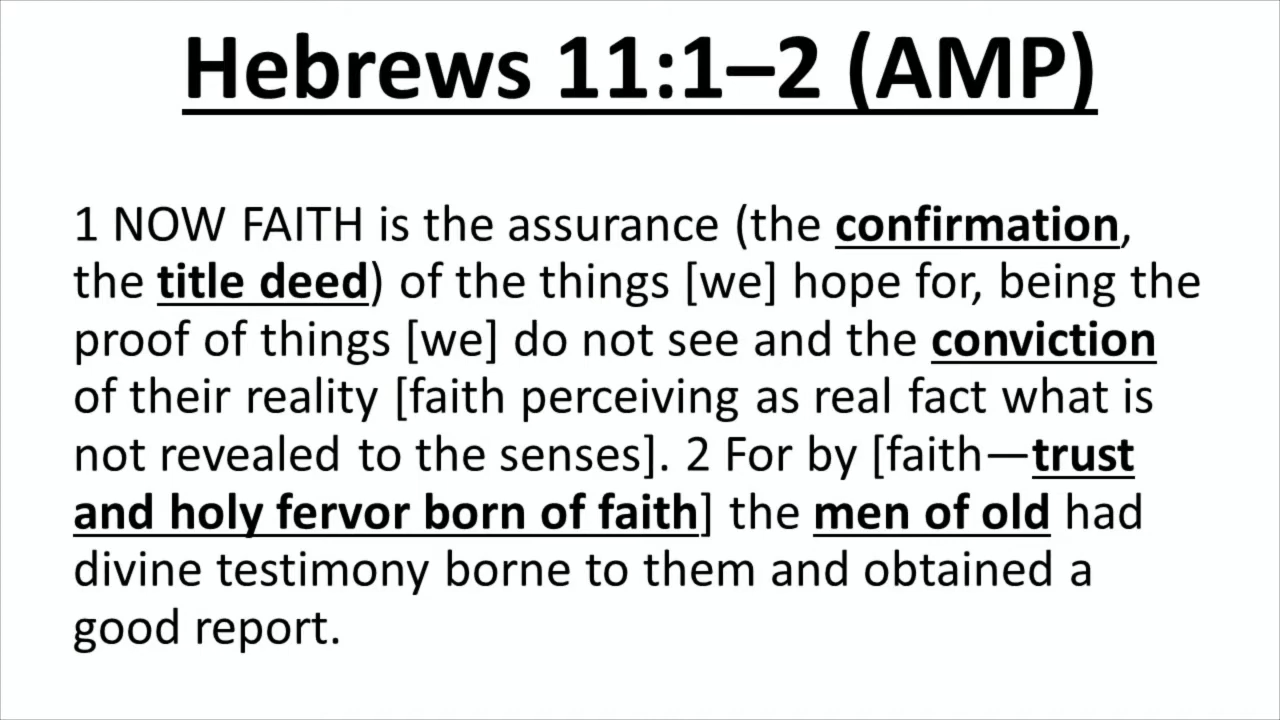 Hebrews 11:1–2 (AMP)
1 NOW FAITH is the assurance (the confirmation,
the title deed) of the things [we] hope for, being the
proof of things [we] do not see and the conviction
of their reality [faith perceiving as real fact what is
not revealed to the senses]. 2 For by [faith—trust
and holy fervor born of faith] the men of old had
divine testimony borne to them and obtained a
good report.